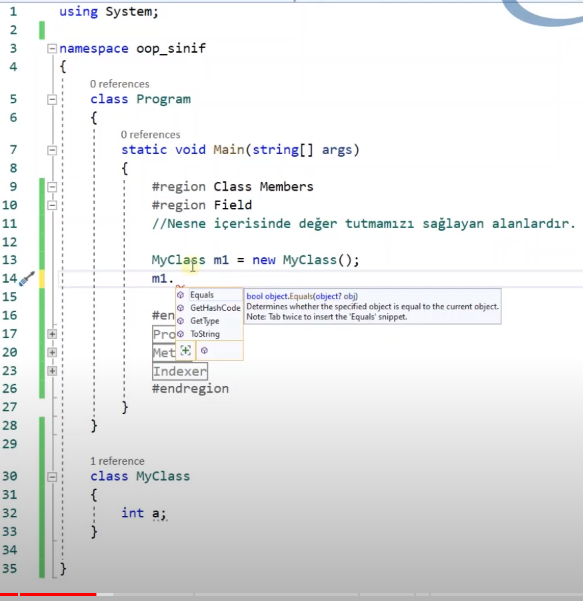 1 using System;
2
3 namespace oop_sinif
4 {
0 references
5 class Program
6 {
0 references
7 static void Main(string[] args)
8 {
9 #region Class Members
10 #region Field
11 //Nesne içerisinde değer tutmamızı sağlayan alanlardır.
12
13 MyClass m1 = new MyClass();
14 m1.
Equals bool object.Equals(object? obj)
15 GetHashCode Determines whether the specified object is equal to the current object.
GetType Note: Tab twice to insert the 'Equals' snippet.
16 #en
17 Pro ToString
20 Met
23 Indexer
26 #endregion
27 }
28 }
29
1 reference
30 class MyClass
31 {
32 int a;
33 }
34
35 }